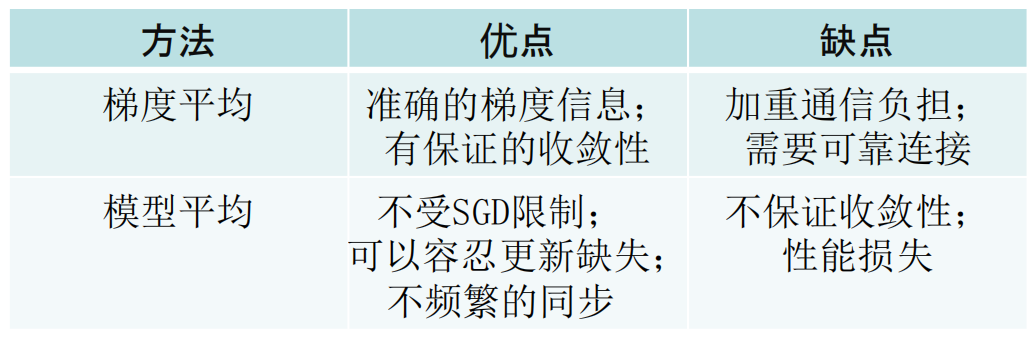 方法 优点 缺点
梯度平均 准确的梯度信息; 加重通信负担;
有保证的收敛性 需要可靠连接
模型平均 不受SGD限制; 不保证收敛性;
可以容忍更新缺失; 性能损失
不频繁的同步